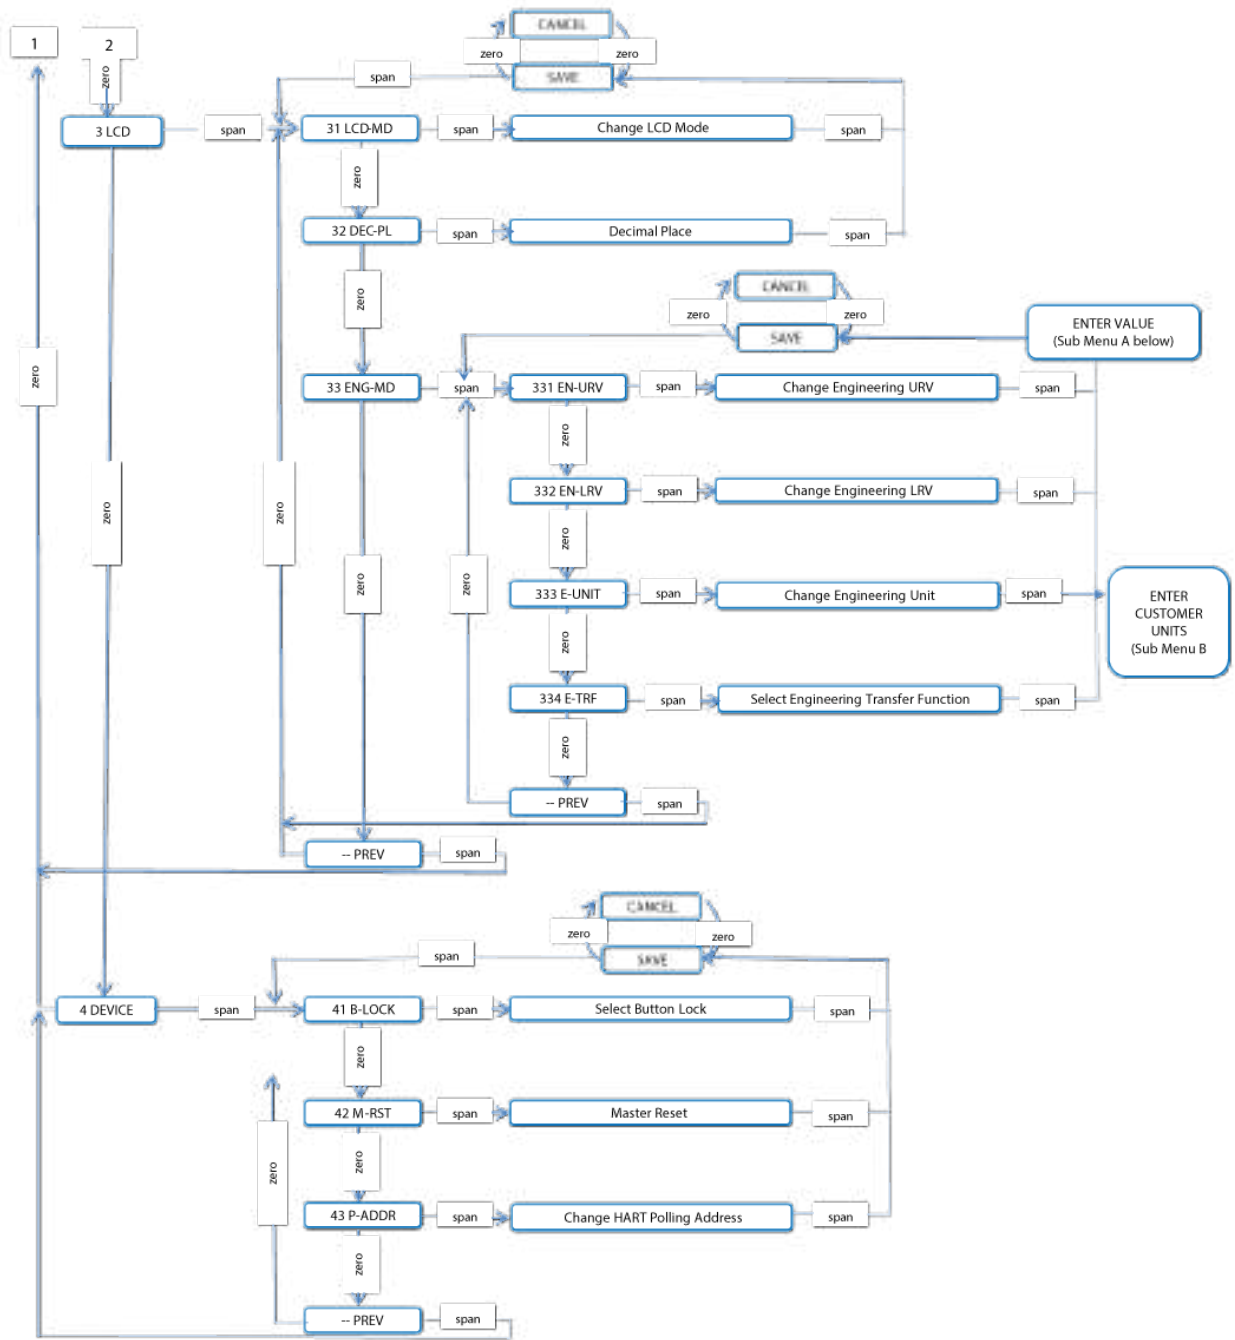 CANCEL
1
2
zero
zero
zero
span
SAVE
3 LCD
span
31 LCD-MD
span
Change LCD Mode
span
zero
32 DEC-PL
span
Decimal Place
span
zero
CANCEL
zero
zero
ENTER VALUE
(Sub Menu A below)
SAVE
zero
33 ENG-MD
span
331 EN-URV
span
Change Engineering URV
span
zero
332 EN-LRV
span
Change Engineering LRV
span
zero
zero
zero
zero
zero
333 E-UNIT
span
Change Engineering Unit
span
ENTER
CUSTOMER
UNITS
(Sub Menu B
zero
334 E-TRF
span
Select Engineering Transfer Function
span
zero
-- PREV
span
-- PREV
span
CANCEL
zero
zero
span
SAVE
4 DEVICE
span
41 B-LOCK
span
Select Button Lock
span
zero
42 M-RST
span
Master Reset
span
zero
zero
43 P-ADDR
span
Change HART Polling Address
span
zero
-- PREV
span